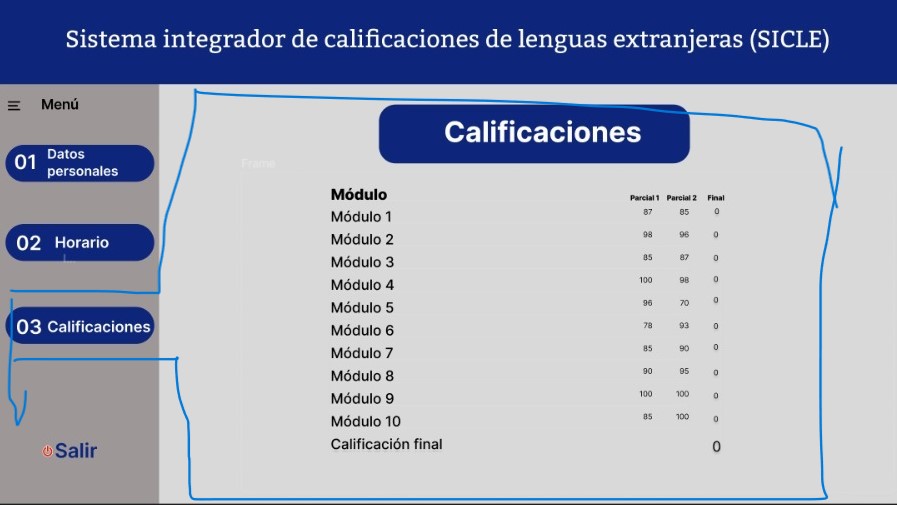 Sistema integrador de calificaciones de lenguas extranjeras (SICLE)
Menú
01 Datos personales
02 Horario
03 Calificaciones
Salir
Calificaciones
Frame
Módulo Parcial 1 Parcial 2 Final
Módulo 1 87 85 0
Módulo 2 98 96 0
Módulo 3 85 87 0
Módulo 4 100 98 0
Módulo 5 96 70 0
Módulo 6 78 93 0
Módulo 7 85 90 0
Módulo 8 90 95 0
Módulo 9 100 100 0
Módulo 10 85 100 0
Calificación final 0